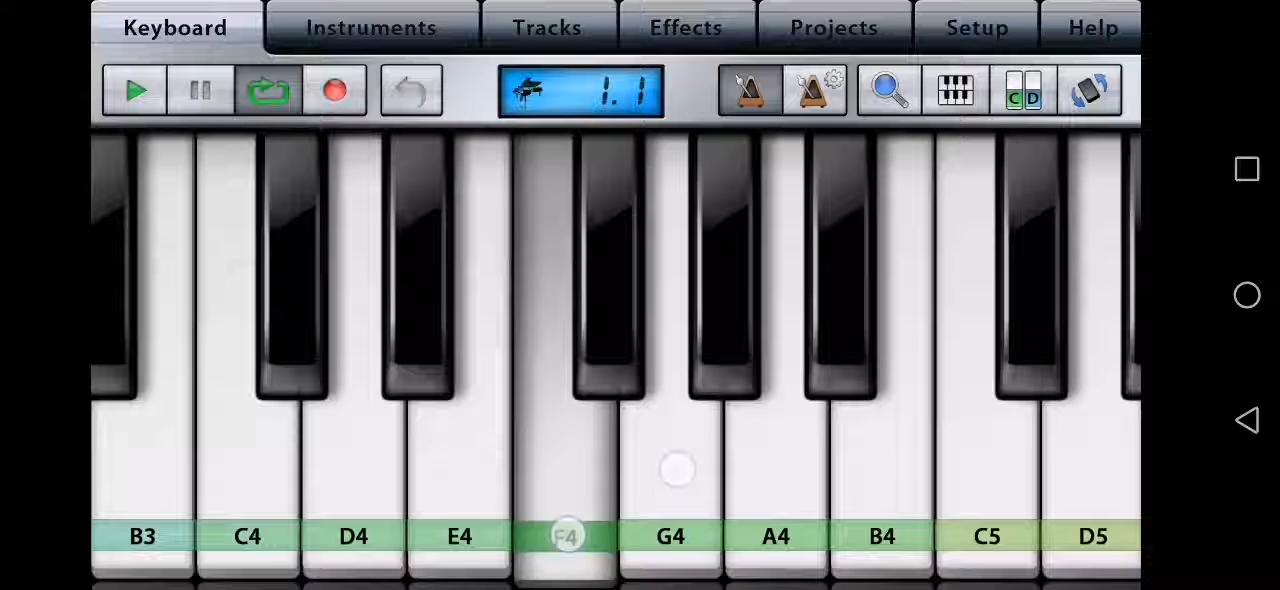 Keyboard Instruments Tracks Effects Projects Setup Help
1.1 C D
B3 C4 D4 E4 F4 G4 A4 B4 C5 D5